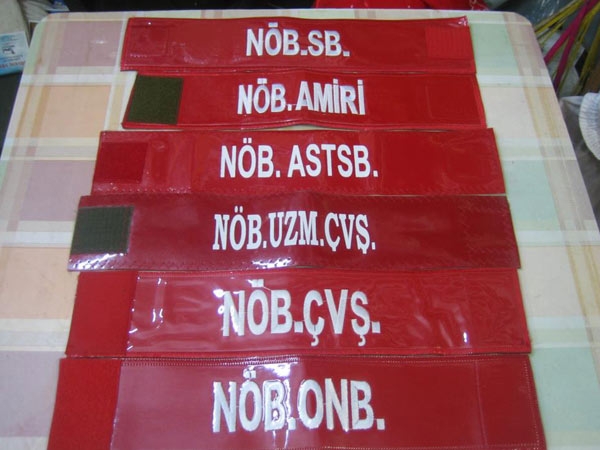 NÖB.SB.
NÖB.AMİRİ
NÖB. ASTSB.
NÖB.UZM.ÇVŞ.
NÖB.ÇVŞ.
NÖB.ONB.